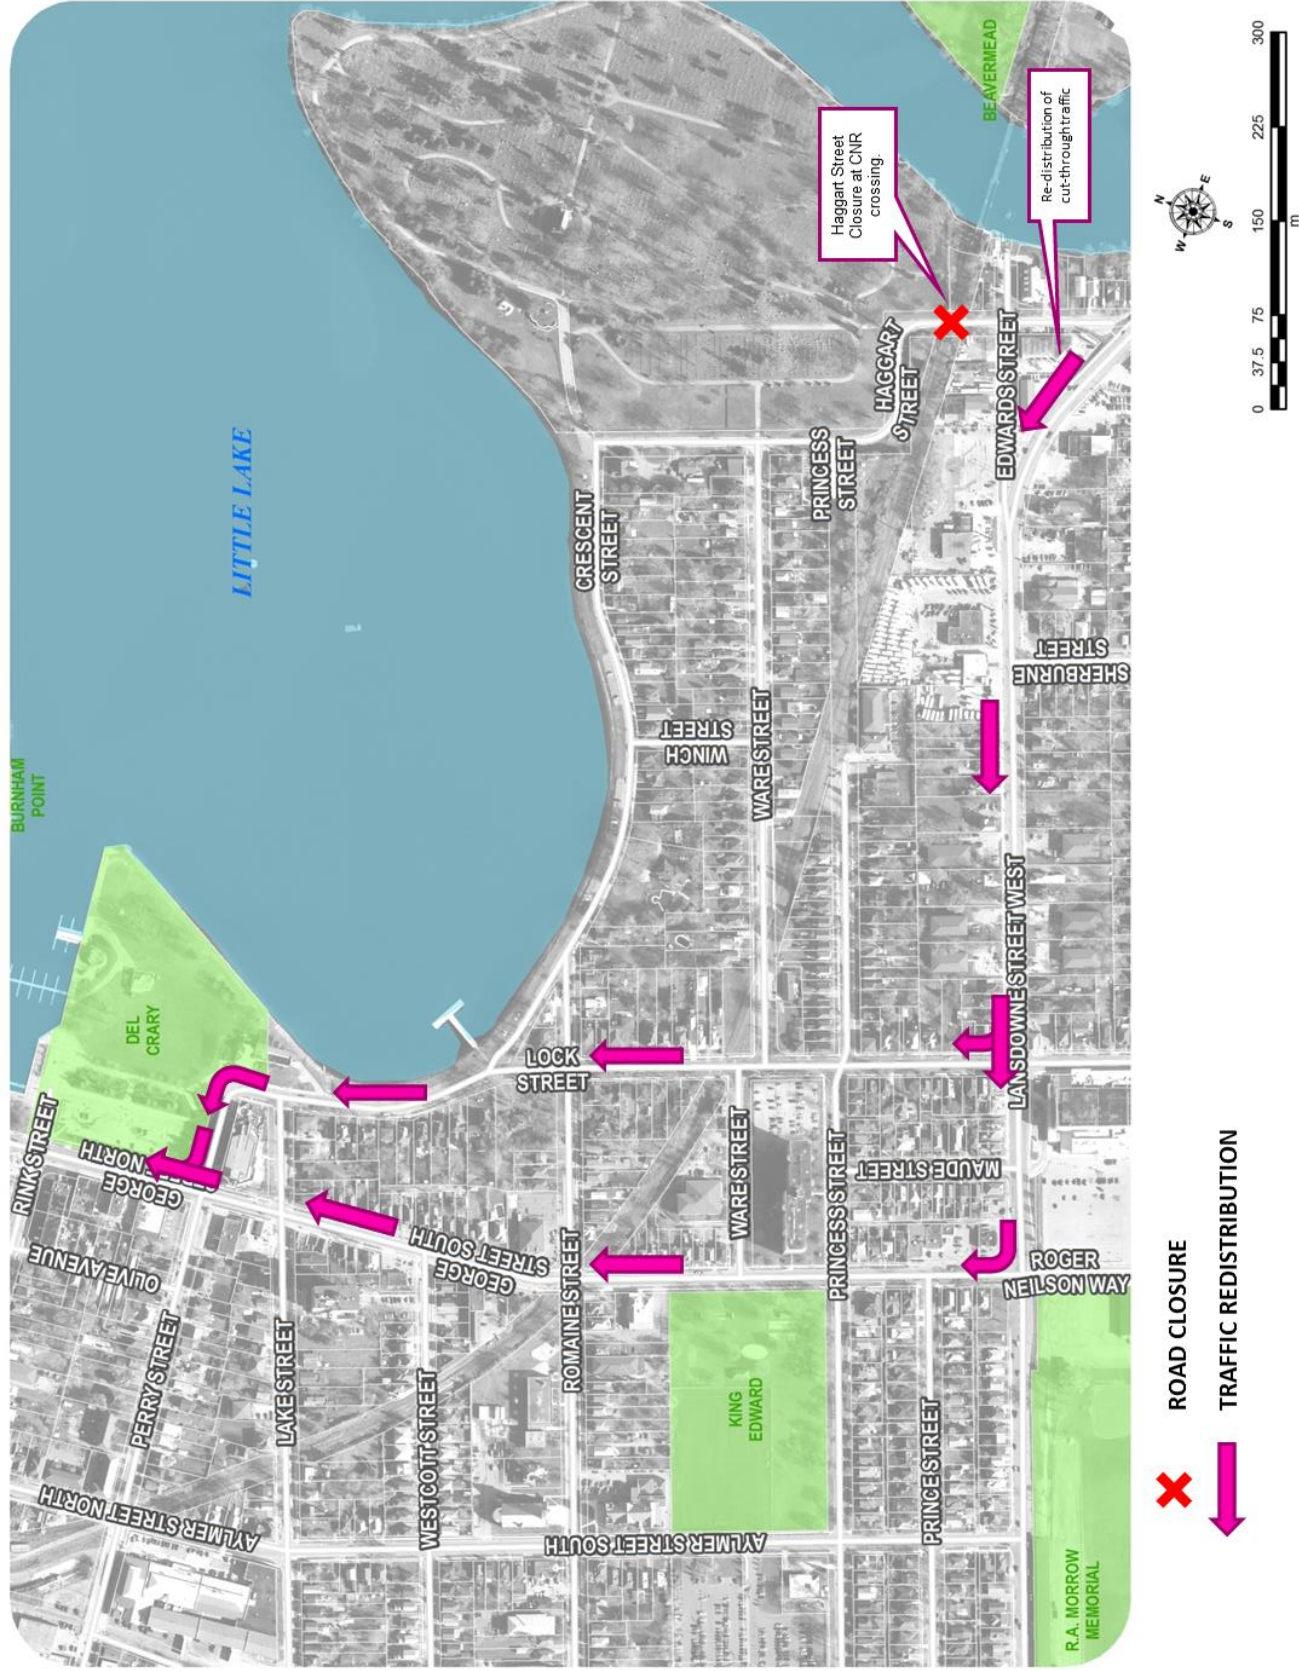 BEAVERMEAD
Haggart Street
Closure at CNR
crossing.
Re-distribution of
cut-through traffic
N
E
S
W
0
37.5
75
150
225
300
m
LITTLE LAKE
BURNHAM
POINT
DEL
CRARY
HAGGART
STREET
EDWARDS STREET
PRINCESS
STREET
CRESCENT
STREET
WINCH
STREET
WARE STREET
SHERBURNE
STREET
LANSDOWNE STREET WEST
LOCK
STREET
WARE STREET
PRINCESS STREET
MAUDE STREET
ROGER
NEILSON WAY
ROMAINE STREET
GEORGE
STREET SOUTH
GEORGE
STREET NORTH
RINK STREET
OLIVE AVENUE
PERRY STREET
LAKE STREET
WESTCOTT STREET
KING
EDWARD
PRINCE STREET
AYLMER STREET NORTH
AYLMER STREET SOUTH
R.A. MORROW
MEMORIAL
ROAD CLOSURE
TRAFFIC REDISTRIBUTION